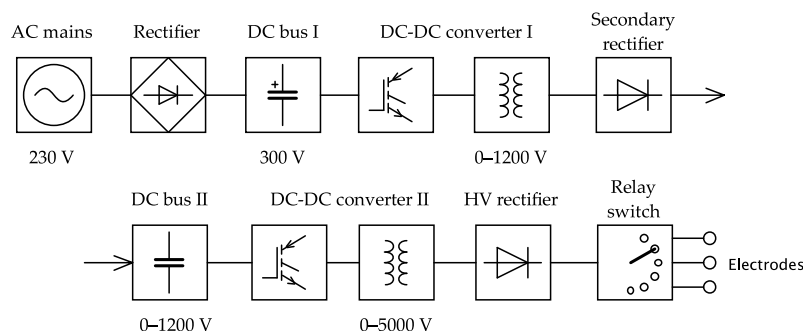 AC mains
Rectifier
DC bus I
DC-DC converter I
Secondary
rectifier
+
230 V
300 V
0–1200 V
DC bus II
DC-DC converter II
HV rectifier
Relay
switch
Electrodes
0–1200 V
0–5000 V